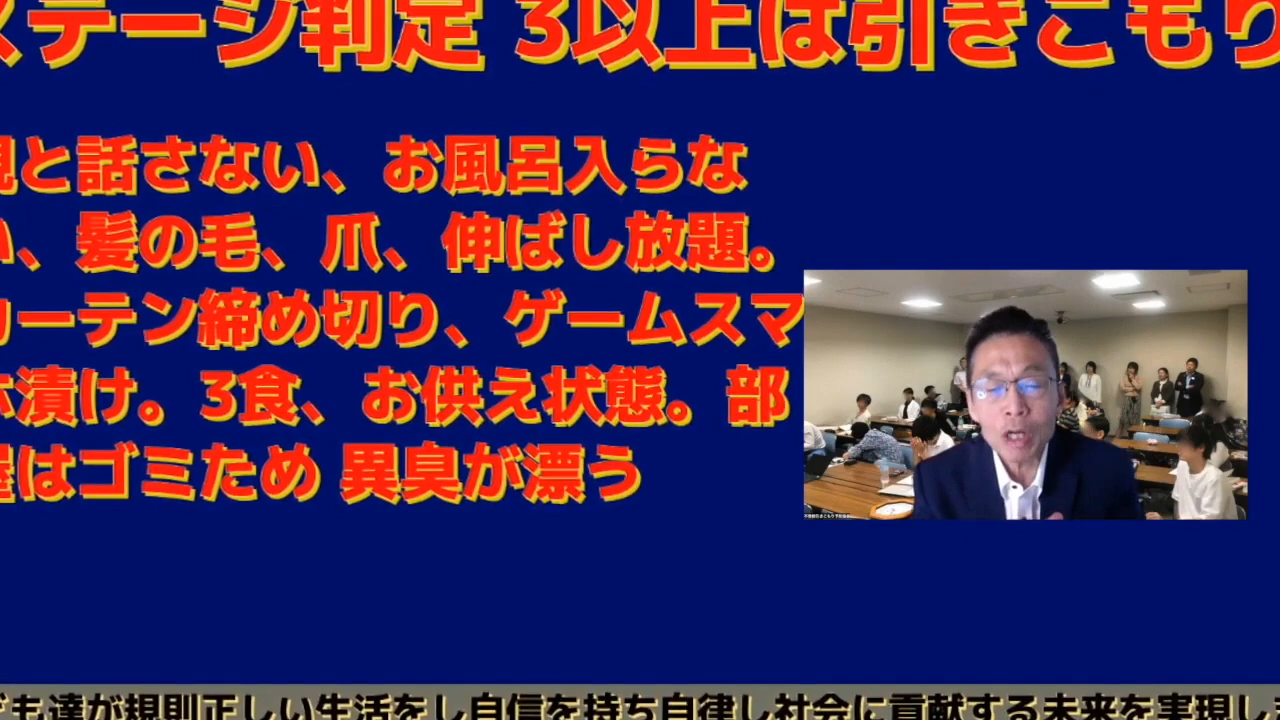 ステージ判定 3以上は引きこもり
親と話さない、お風呂入らな
い、髪の毛、爪、伸ばし放題。
カーテン締め切り、ゲームスマ
ホ漬け。3食、お供え状態。部
屋はゴミため 異臭が漂う
ども達が規則正しい生活をし自信を持ち自律し社会に貢献する未来を実現し